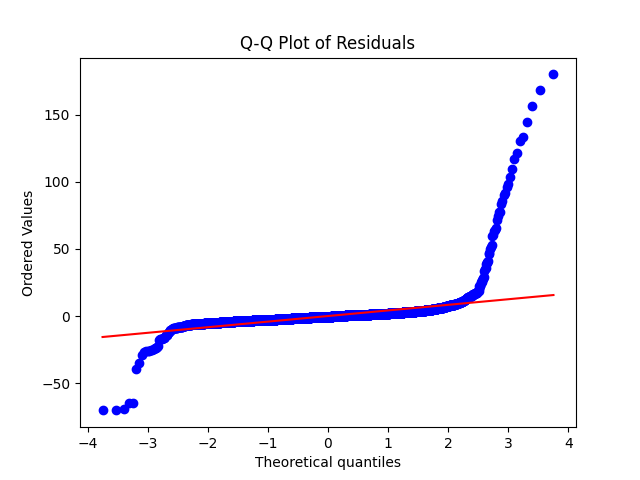 Q-Q Plot of Residuals
150
100
50
0
−50
Ordered Values
−4 −3 −2 −1 0 1 2 3 4
Theoretical quantiles